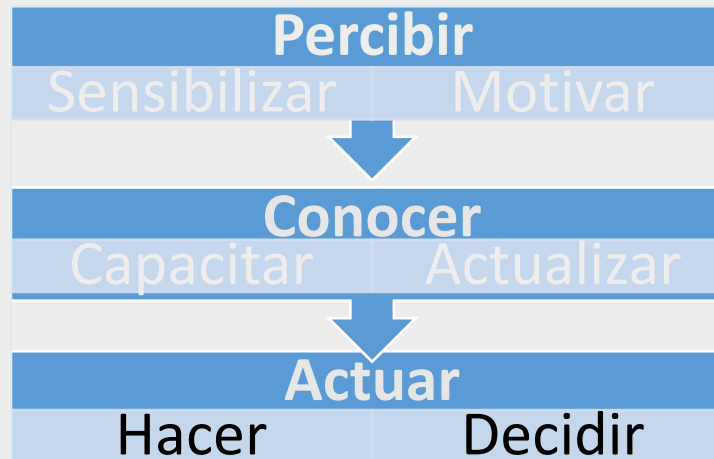 Percibir
Sensibilizar Motivar
Conocer
Capacitar Actualizar
Actuar
Hacer Decidir